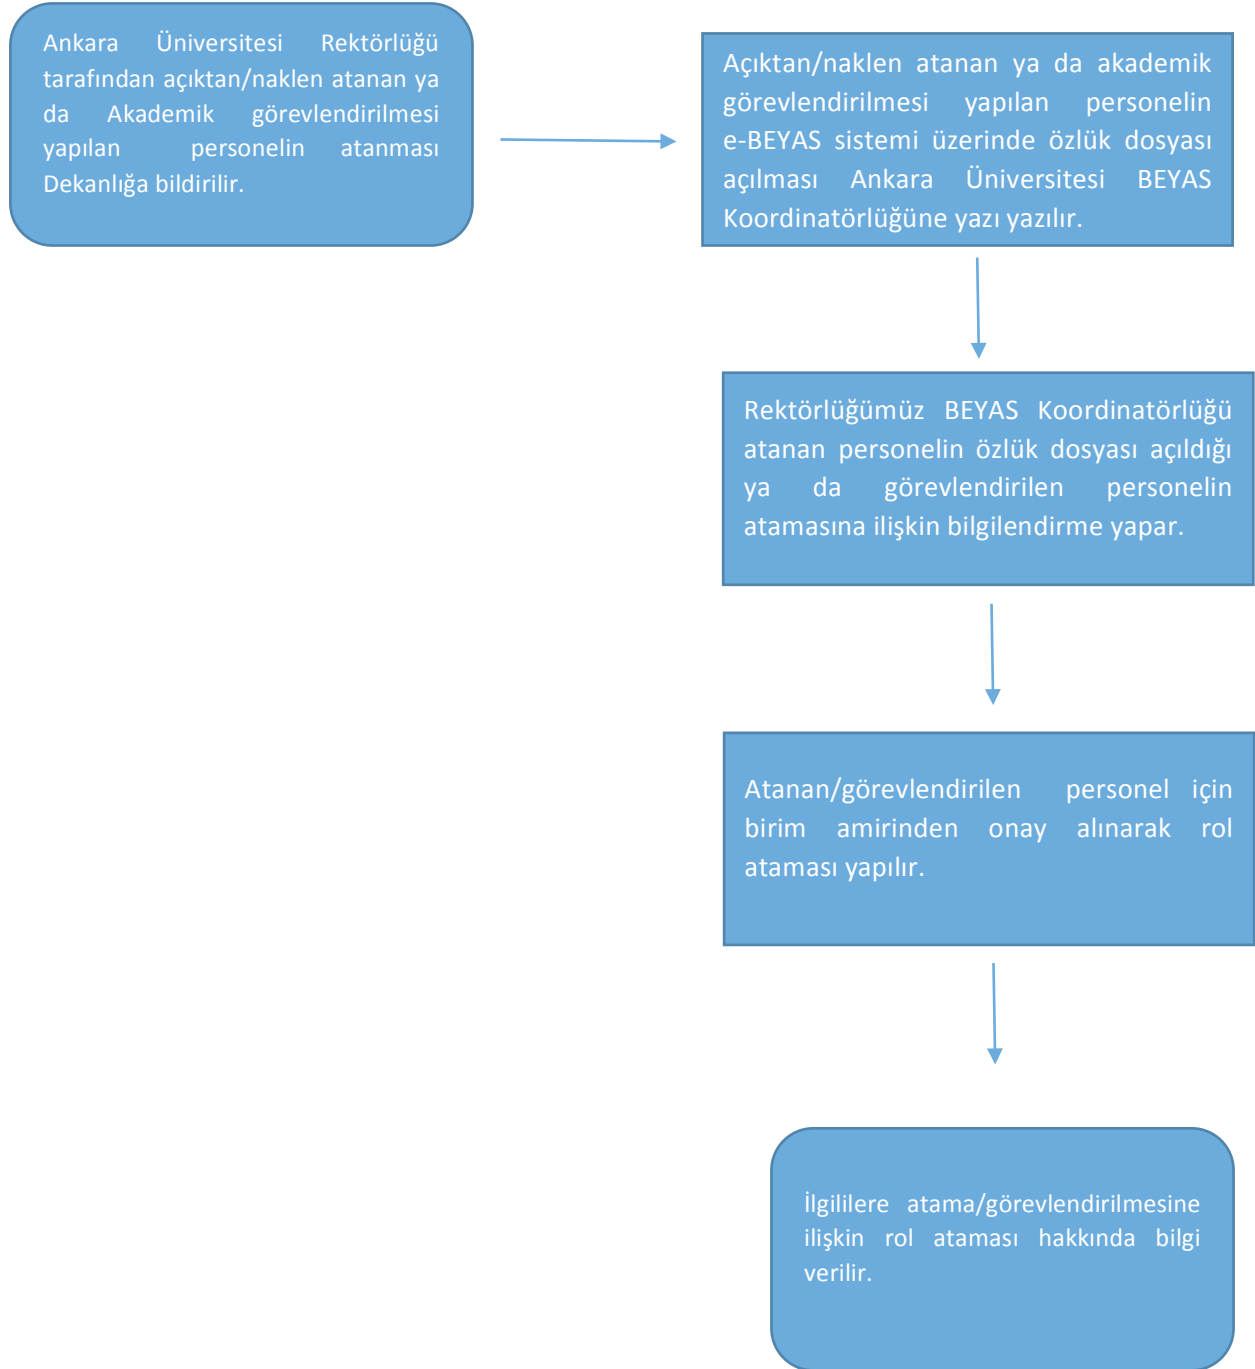 Ankara Üniversitesi Rektörlüğü
tarafından açıktan/naklen atanan ya
da Akademik görevlendirilmesi
yapılan personelin atanması
Dekanlığa bildirilir.
Açıktan/naklen atanan ya da akademik
görevlendirilmesi yapılan personelin
e-BEYAS sistemi üzerinde özlük dosyası
açılması Ankara Üniversitesi BEYAS
Koordinatörlüğüne yazı yazılır.
Rektörlüğümüz BEYAS Koordinatörlüğü
atanan personelin özlük dosyası açıldığı
ya da görevlendirilen personelin
atamasına ilişkin bilgilendirme yapar.
Atanan/görevlendirilen personel için
birim amirinden onay alınarak rol
ataması yapılır.
İlgililere atama/görevlendirilmesine
ilişkin rol ataması hakkında bilgi
verilir.